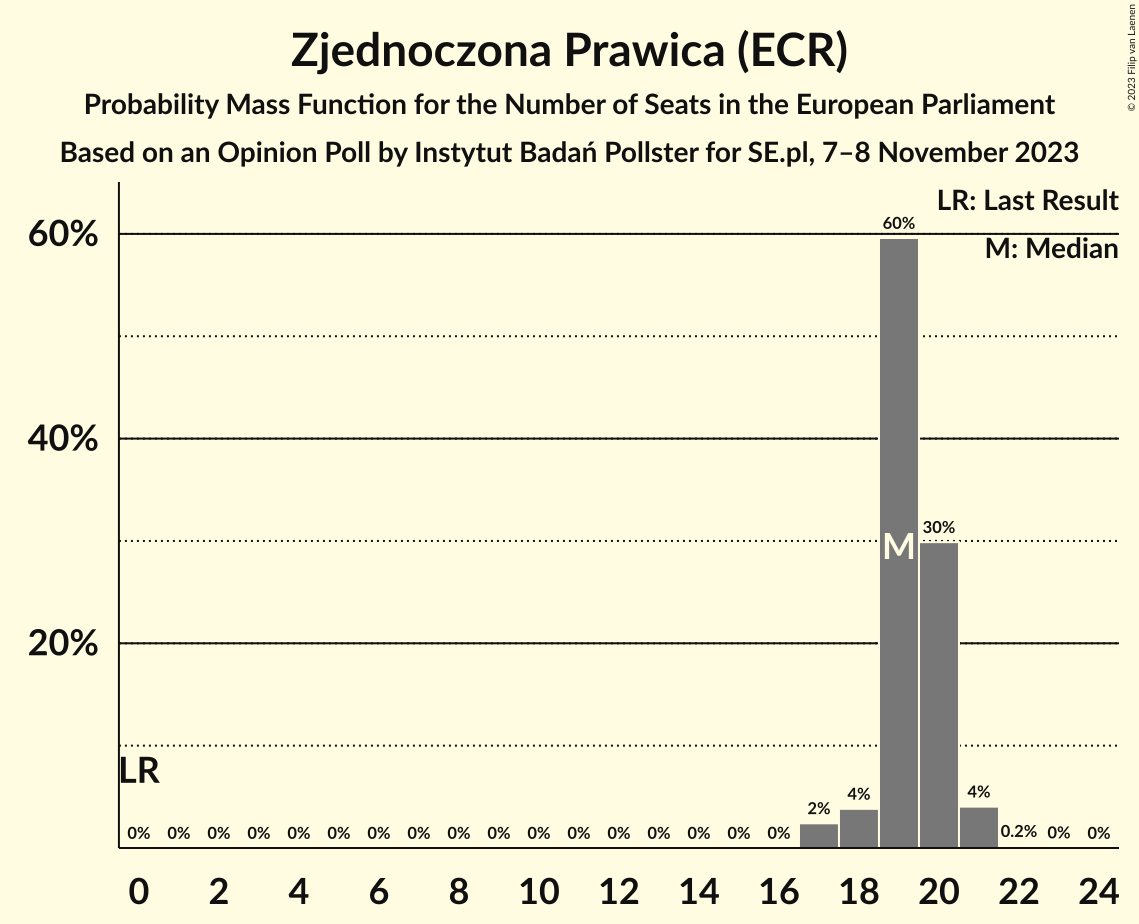 Zjednoczona Prawica (ECR)
Probability Mass Function for the Number of Seats in the European Parliament
Based on an Opinion Poll by Instytut Badań Pollster for SE.pl, 7–8 November 2023
© 2023 Filip van Laenen
LR: Last Result
M: Median
60%
40%
20%
60%
30%
M
LR
0% 0% 0% 0% 0% 0% 0% 0% 0% 0% 0% 0% 0% 0% 0% 0% 0% 2% 4% 4% 0.2% 0% 0%
0 2 4 6 8 10 12 14 16 18 20 22 24